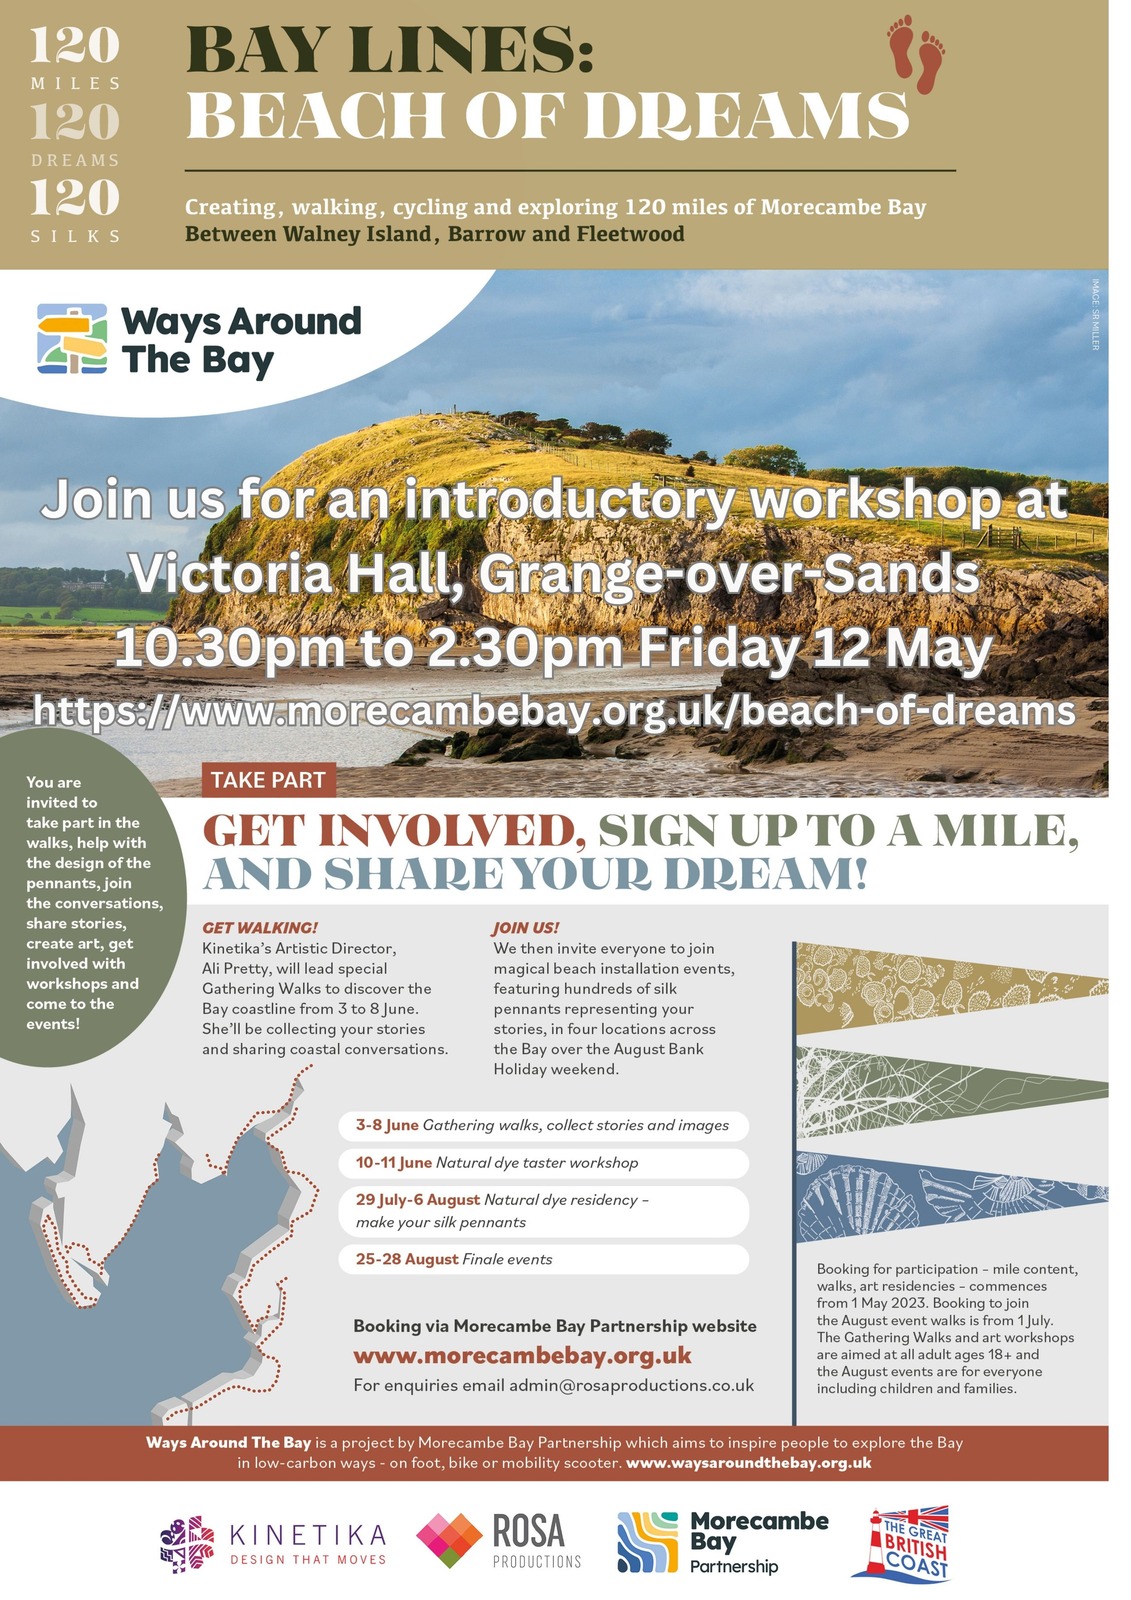 120
MILES
120
DREAMS
120
SILKS
BAY LINES:
BEACH OF DREAMS
Creating, walking, cycling and exploring 120 miles of Morecambe Bay
Between Walney Island, Barrow and Fleetwood
IMAGE: SR MILLER
Ways Around
The Bay
Join us for an introductory workshop at
Victoria Hall, Grange-over-Sands
10.30pm to 2.30pm Friday 12 May
https://www.morecambebay.org.uk/beach-of-dreams
You are
invited to
take part in the
walks, help with
the design of the
pennants, join
the conversations,
share stories,
create art, get
involved with
workshops and
come to the
events!
TAKE PART
GET INVOLVED, SIGN UP TO A MILE,
AND SHARE YOUR DREAM!
GET WALKING!
Kinetika's Artistic Director,
Ali Pretty, will lead special
Gathering Walks to discover the
Bay coastline from 3 to 8 June.
She'll be collecting your stories
and sharing coastal conversations.
JOIN US!
We then invite everyone to join
magical beach installation events,
featuring hundreds of silk
pennants representing your
stories, in four locations across
the Bay over the August Bank
Holiday weekend.
3-8 June Gathering walks, collect stories and images
10-11 June Natural dye taster workshop
29 July-6 August Natural dye residency –
make your silk pennants
25-28 August Finale events
Booking via Morecambe Bay Partnership website
www.morecambebay.org.uk
For enquiries email admin@rosaproductions.co.uk
Booking for participation – mile content,
walks, art residencies – commences
from 1 May 2023. Booking to join
the August event walks is from 1 July.
The Gathering Walks and art workshops
are aimed at all adult ages 18+ and
the August events are for everyone
including children and families.
Ways Around The Bay is a project by Morecambe Bay Partnership which aims to inspire people to explore the Bay
in low-carbon ways - on foot, bike or mobility scooter. www.waysaroundthebay.org.uk
KINETIKA
DESIGN THAT MOVES
ROSA
PRODUCTIONS
Morecambe
Bay
Partnership
THE GREAT
BRITISH
COAST